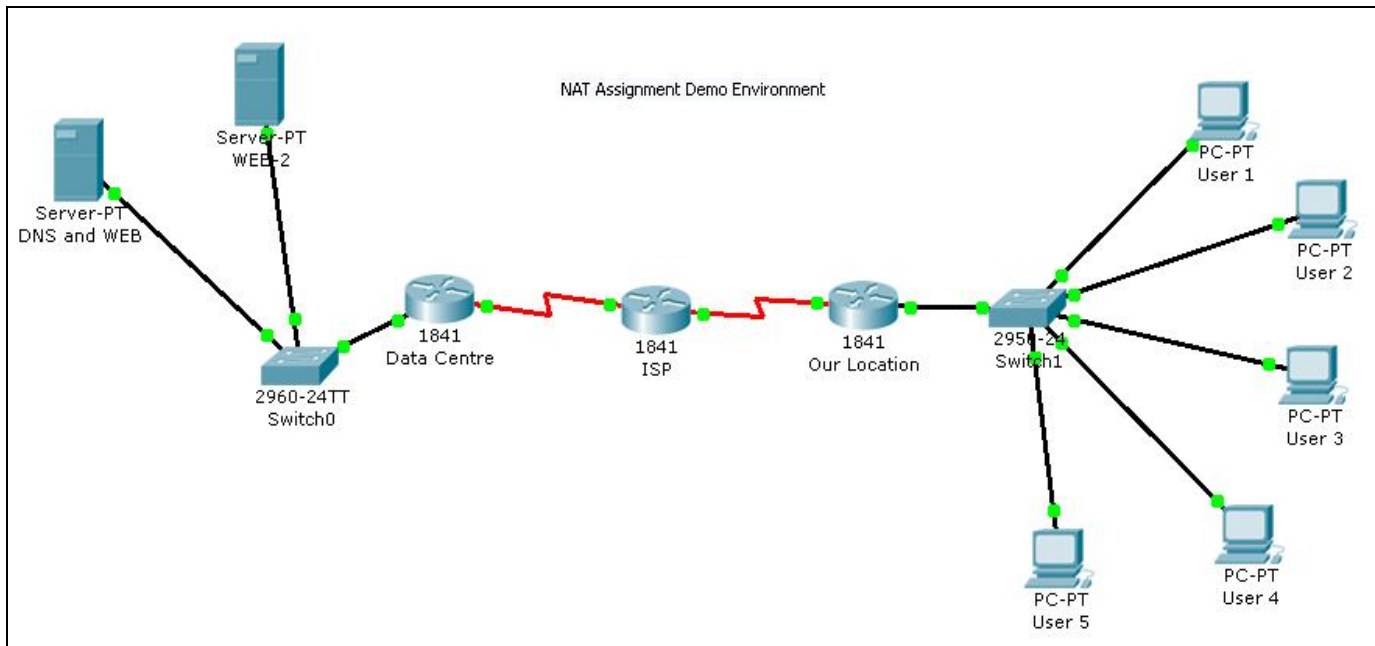 NAT Assignment Demo Environment
Server-PT
WEB-2
Server-PT
DNS and WEB
2960-24TT
Switch0
1841
Data Centre
1841
ISP
1841
Our Location
2950-24
Switch1
PC-PT
User 1
PC-PT
User 2
PC-PT
User 3
PC-PT
User 4
PC-PT
User 5